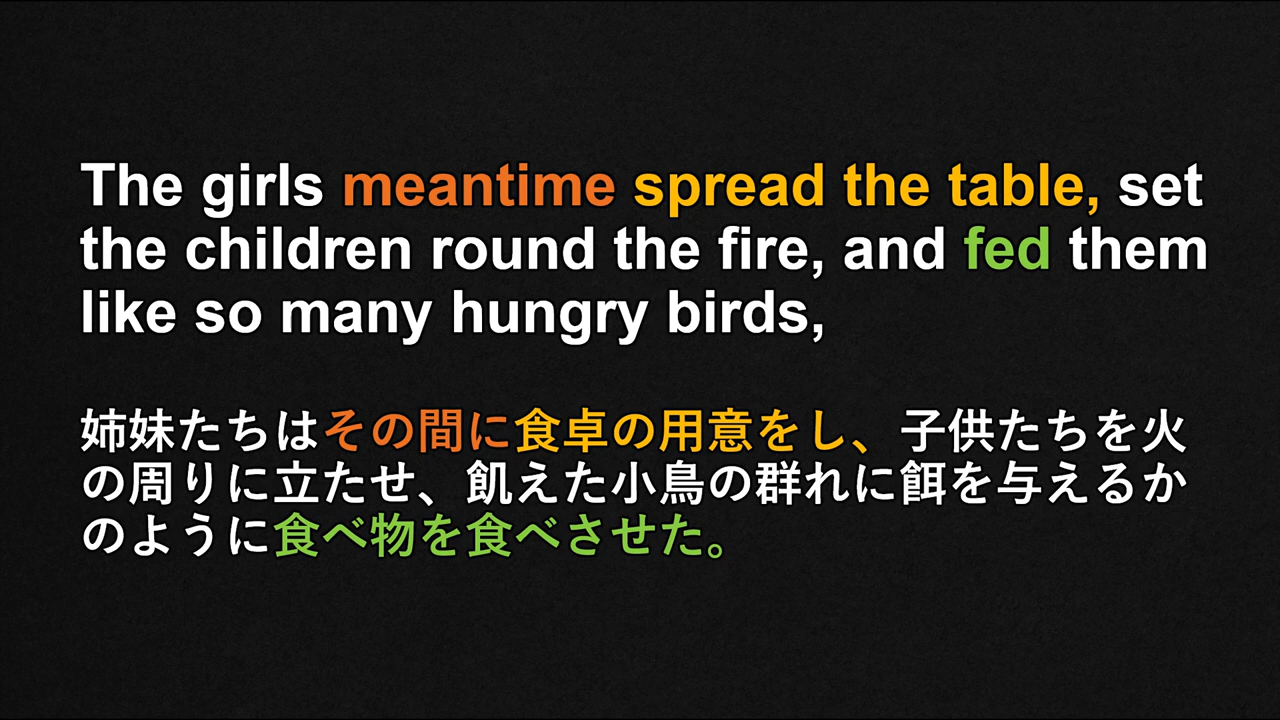 The girls meantime spread the table, set
the children round the fire, and fed them
like so many hungry birds,
姉妹たちはその間に食卓の用意をし、子供たちを火
の周りに立たせ、飢えた小鳥の群れに餌を与えるか
のように食べ物を食べさせた。